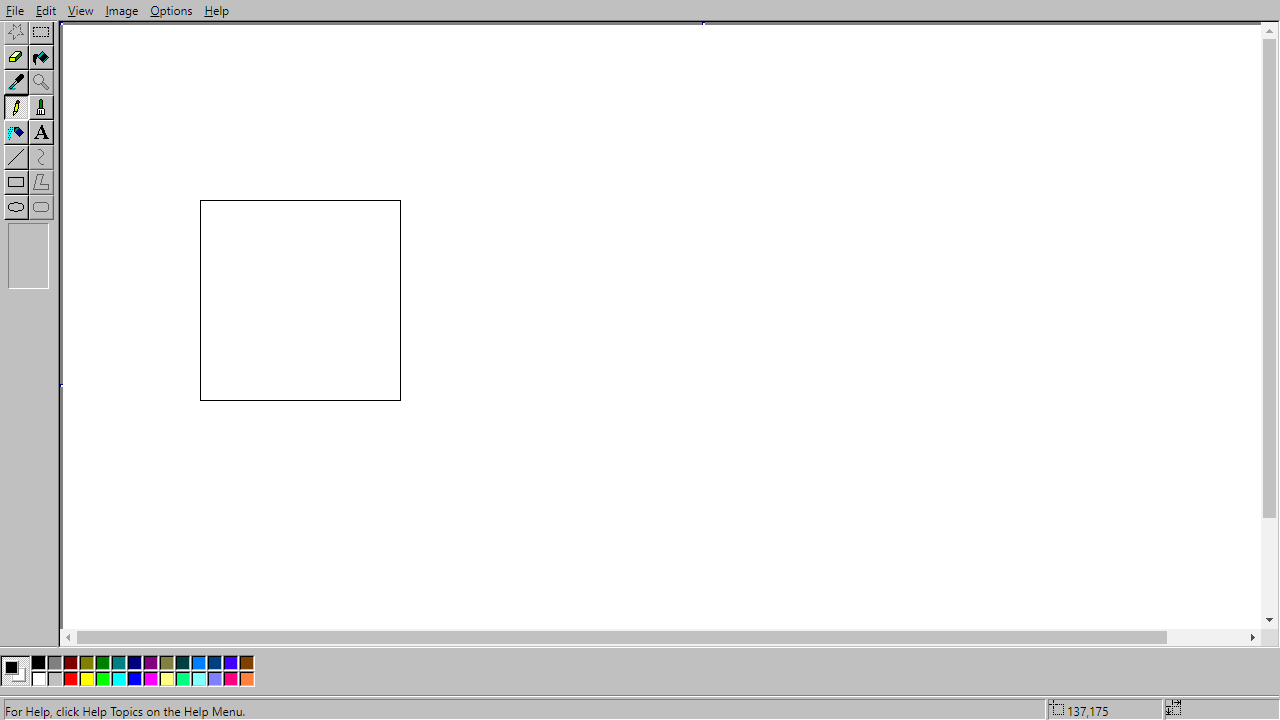 File Edit View Image Options Help
A
For Help, click Help Topics on the Help Menu. 137,175